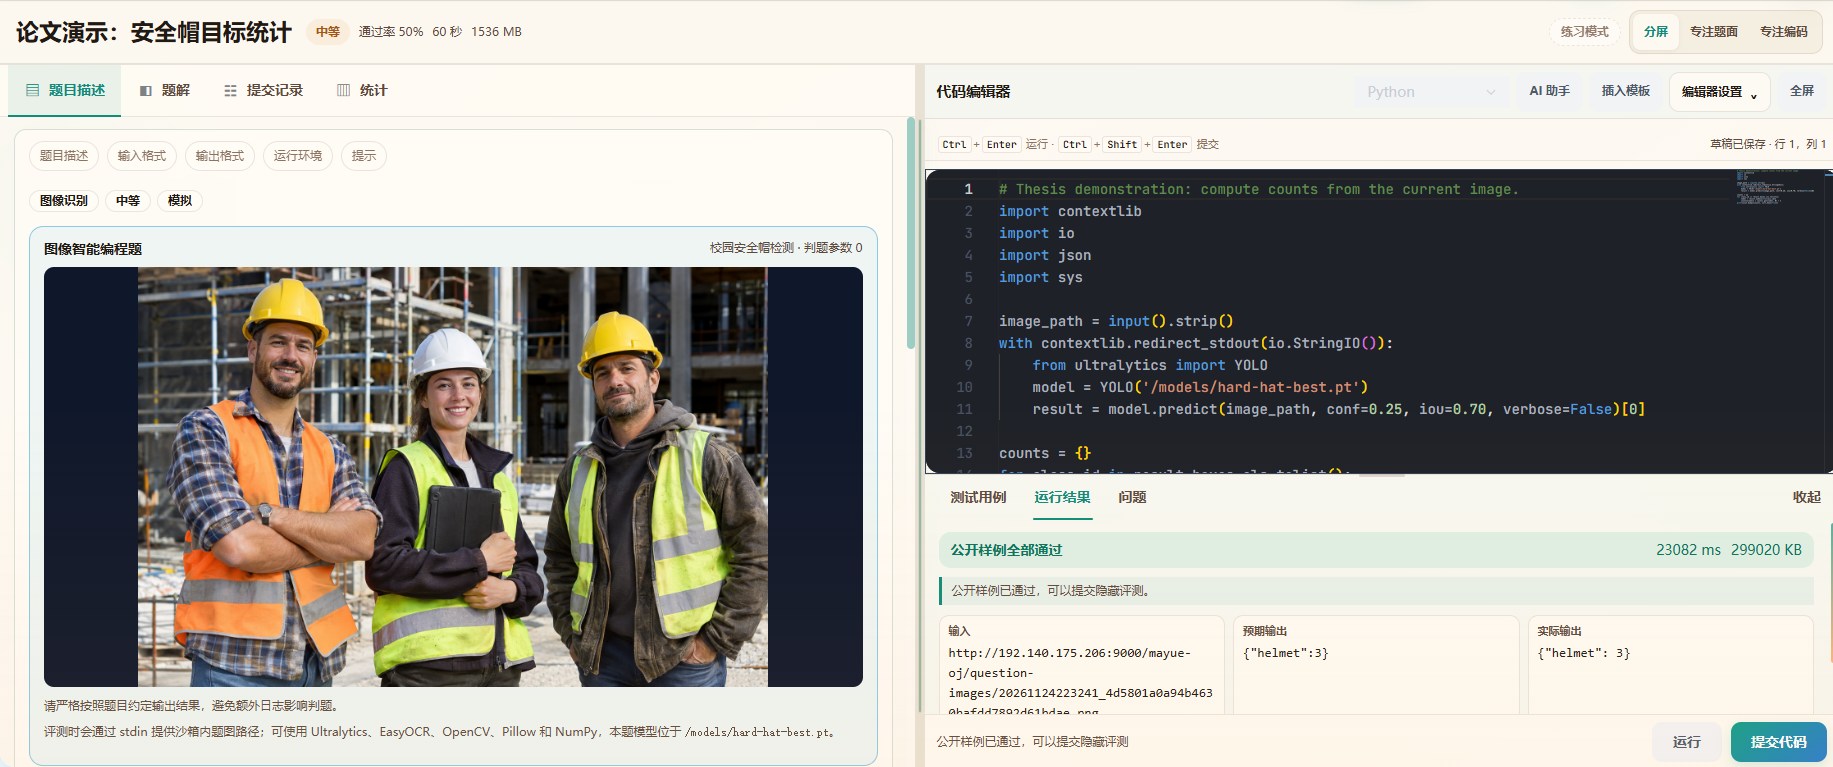 论文演示：安全帽目标统计 中等 通过率 50% 60 秒 1536 MB
练习模式 分屏 专注题面 专注编码
题目描述 题解 提交记录 统计
题目描述 输入格式 输出格式 运行环境 提示
图像识别 中等 模拟
图像智能编程题 校园安全帽检测 · 判题参数 0
请严格按照题目约定输出结果，避免额外日志影响判题。
评测时会通过 stdin 提供沙箱内题图路径；可使用 Ultralytics、EasyOCR、OpenCV、Pillow 和 NumPy，本题模型位于 /models/hard-hat-best.pt。
代码编辑器 Python AI 助手 插入模板 编辑器设置 全屏
Ctrl + Enter 运行 · Ctrl + Shift + Enter 提交 草稿已保存 · 行 1，列 1
1 # Thesis demonstration: compute counts from the current image.
2 import contextlib
3 import io
4 import json
5 import sys
6
7 image_path = input().strip()
8 with contextlib.redirect_stdout(io.StringIO()):
9 from ultralytics import YOLO
10 model = YOLO('/models/hard-hat-best.pt')
11 result = model.predict(image_path, conf=0.25, iou=0.70, verbose=False)[0]
12
13 counts = {}
14 for class_id in result.boxes.cls.tolist():
测试用例 运行结果 问题 收起
公开样例全部通过 23082 ms 299020 KB
公开样例已通过，可以提交隐藏评测。
输入
http://192.140.175.206:9000/mayue-
oj/question-
images/20261124223241_4d5801a0a94b463
0bafdd7892d61bdae.png
预期输出
{"helmet":3}
实际输出
{"helmet": 3}
公开样例已通过，可以提交隐藏评测 运行 提交代码